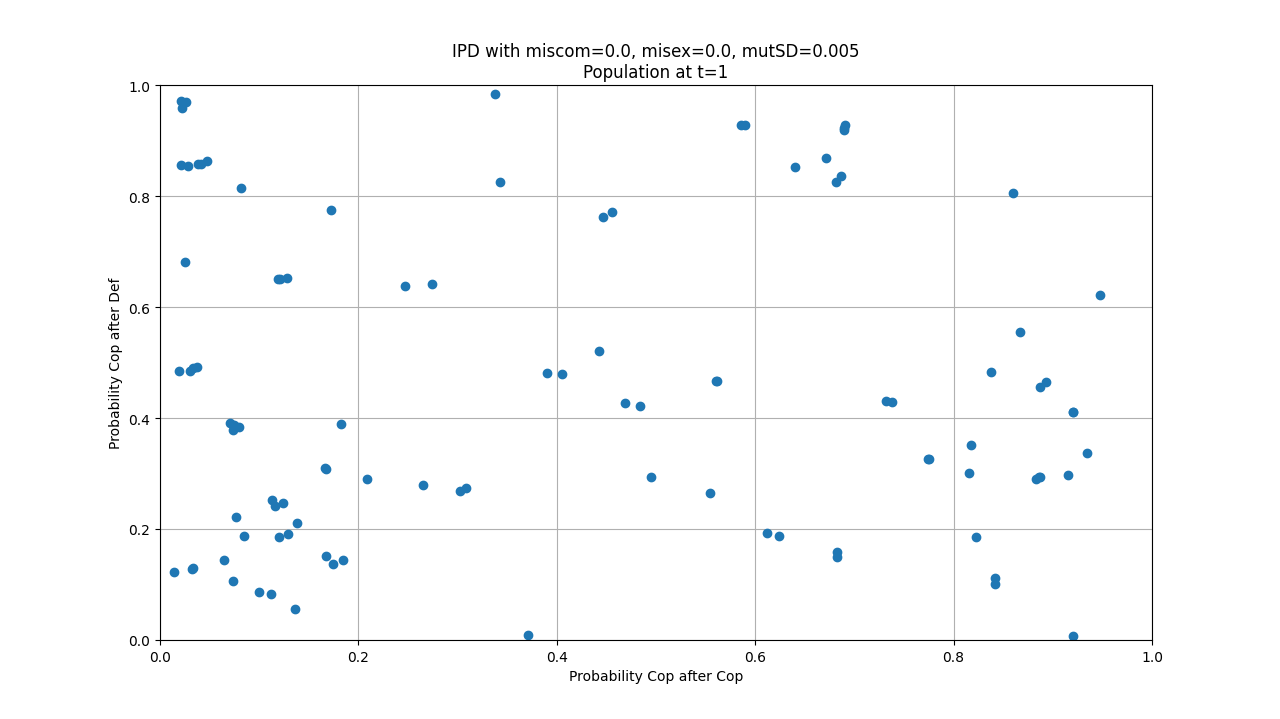 IPD with miscom=0.0, misex=0.0, mutSD=0.005
Population at t=1
1.0
0.8
0.6
0.4
0.2
0.0
Probability Cop after Def
0.0 0.2 0.4 0.6 0.8 1.0
Probability Cop after Cop